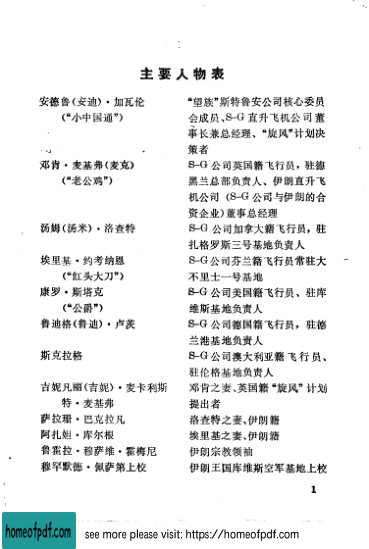 主要人物表
安德鲁(安迪)·加瓦伦 “望族”斯特鲁安公司核心委员
(“小中国通”) 会成员、S-G直升飞机公司董
事长兼总经理、“旋风”计划决
策者
邓肯·麦基弗(麦克) S-G公司英国籍飞行员，驻德
(“老公鸡”) 黑兰总部负责人、伊朗直升飞
机公司（S-G公司与伊朗的合
资企业)董事总经理
汤姆(汤米)·洛查特 S-G公司加拿大籍飞行员，驻
扎格罗斯三号基地负责人
埃里基·约考纳恩 S-G公司芬兰籍飞行员常驻大
(“红头大刀”) 不里士一号基地
康罗·斯塔克 S-G公司美国籍飞行员、驻库
(“公爵”) 维斯基地负责人
鲁迪格(鲁迪)·卢茨 S-G公司德国籍飞行员，驻德
兰港基地负责人
斯克拉格 S-G公司澳大利亚籍飞行员、
驻伦格基地负责人
吉妮凡丽(吉妮)·麦卡利斯 邓肯之妻、英国籍“旋风”计划
特·麦基弗 提出者
萨拉珊·巴克拉凡 洛查特之妻、伊朗籍
阿扎妲·库尔根 埃里基之妻、伊朗籍
鲁霍拉·穆萨维·霍梅尼 伊朗宗教领袖
穆罕默德·佩萨第上校 伊朗王国库维斯空军基地上校
1
homeofpdf.com
see more please visit: https://homeofpdf.com